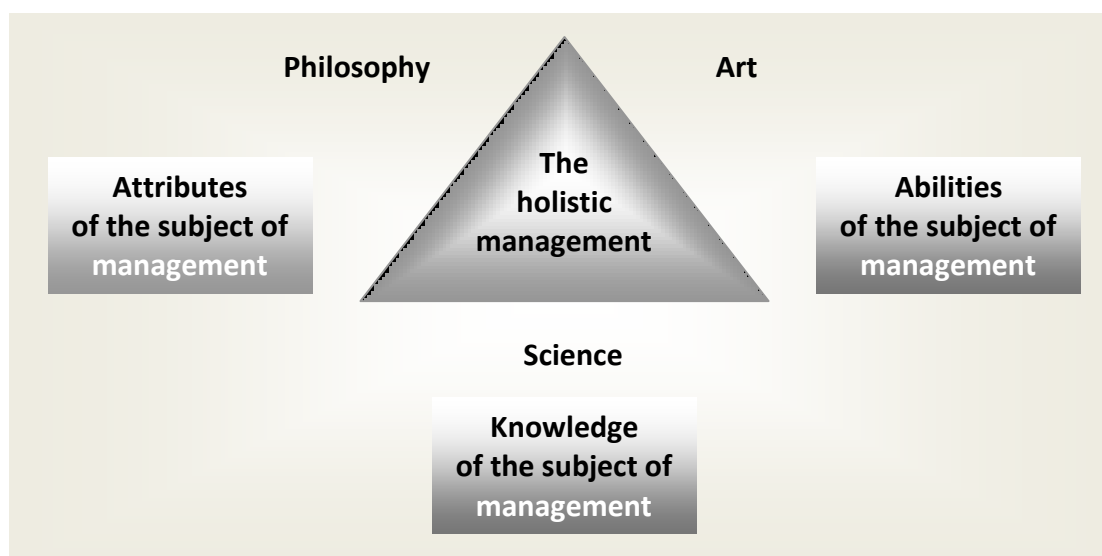 Philosophy
Art
The
holistic
management
Attributes
of the subject of
management
Abilities
of the subject of
management
Science
Knowledge
of the subject of
management